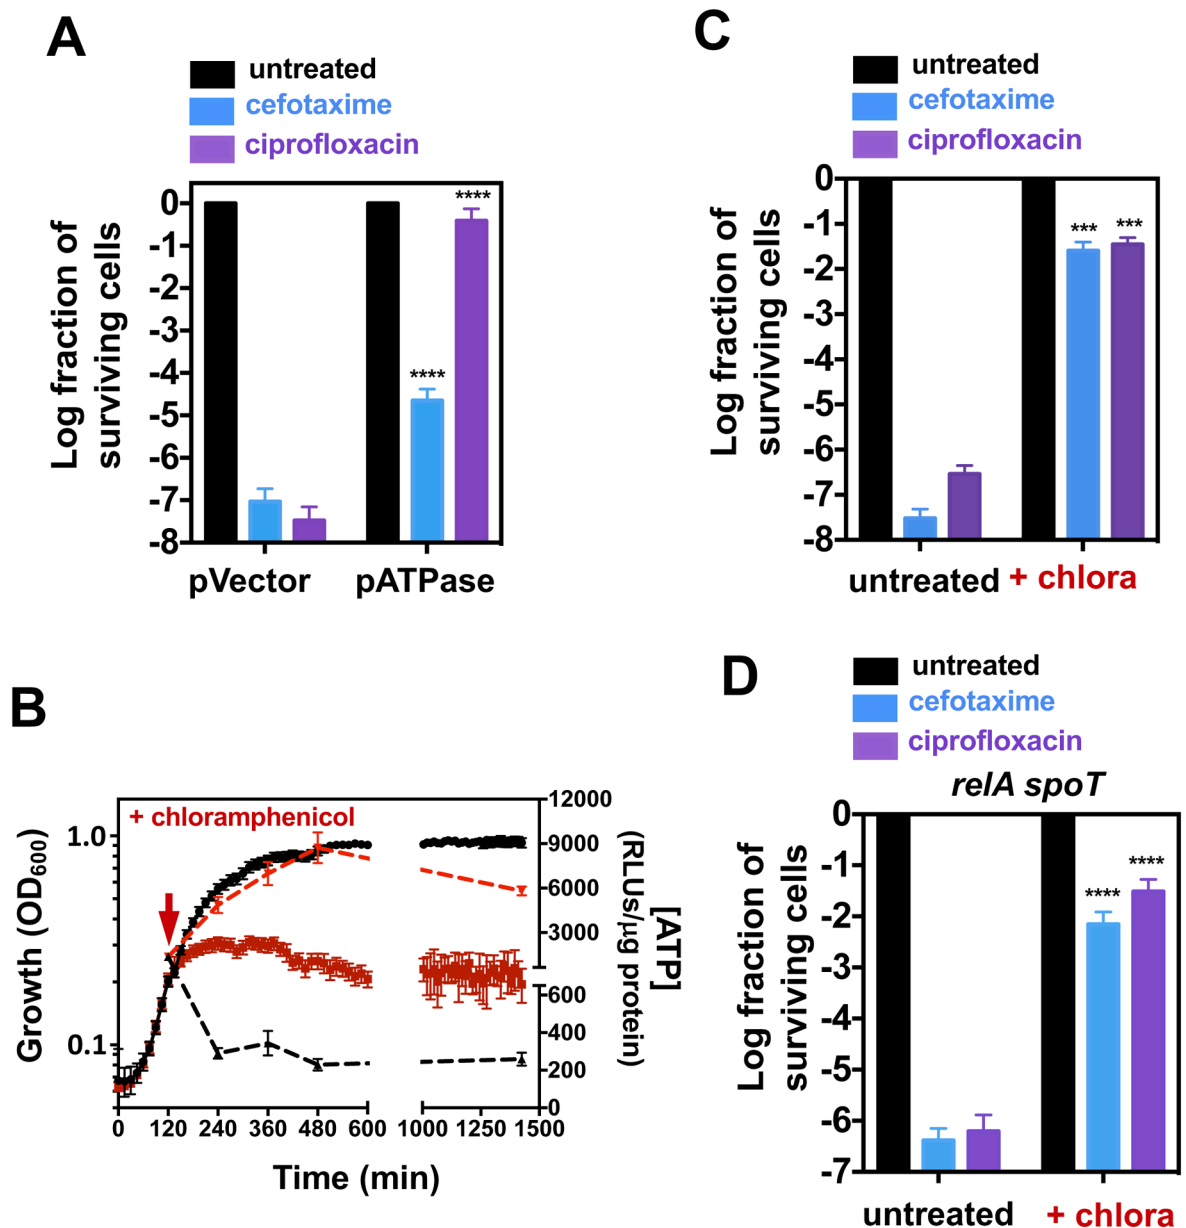 A
untreated
cefotaxime
ciprofloxacin
Log fraction of
surviving cells
0
-1
-2
-3
-4
-5
-6
-7
-8
****
****
pVector
pATPase
C
untreated
cefotaxime
ciprofloxacin
Log fraction of
surviving cells
0
-1
-2
-3
-4
-5
-6
-7
-8
***
***
untreated
+ chlora
B
+ chloramphenicol
Growth (OD600)
1.0
0.1
12000
9000
6000
3000
600
400
200
0
[ATP]
(RLUs/µg protein)
0
120
240
360
480
600
1000
1250
1500
Time (min)
D
untreated
cefotaxime
ciprofloxacin
relA spoT
Log fraction of
surviving cells
-0
-1
-2
-3
-4
-5
-6
-7
****
****
untreated
+ chlora